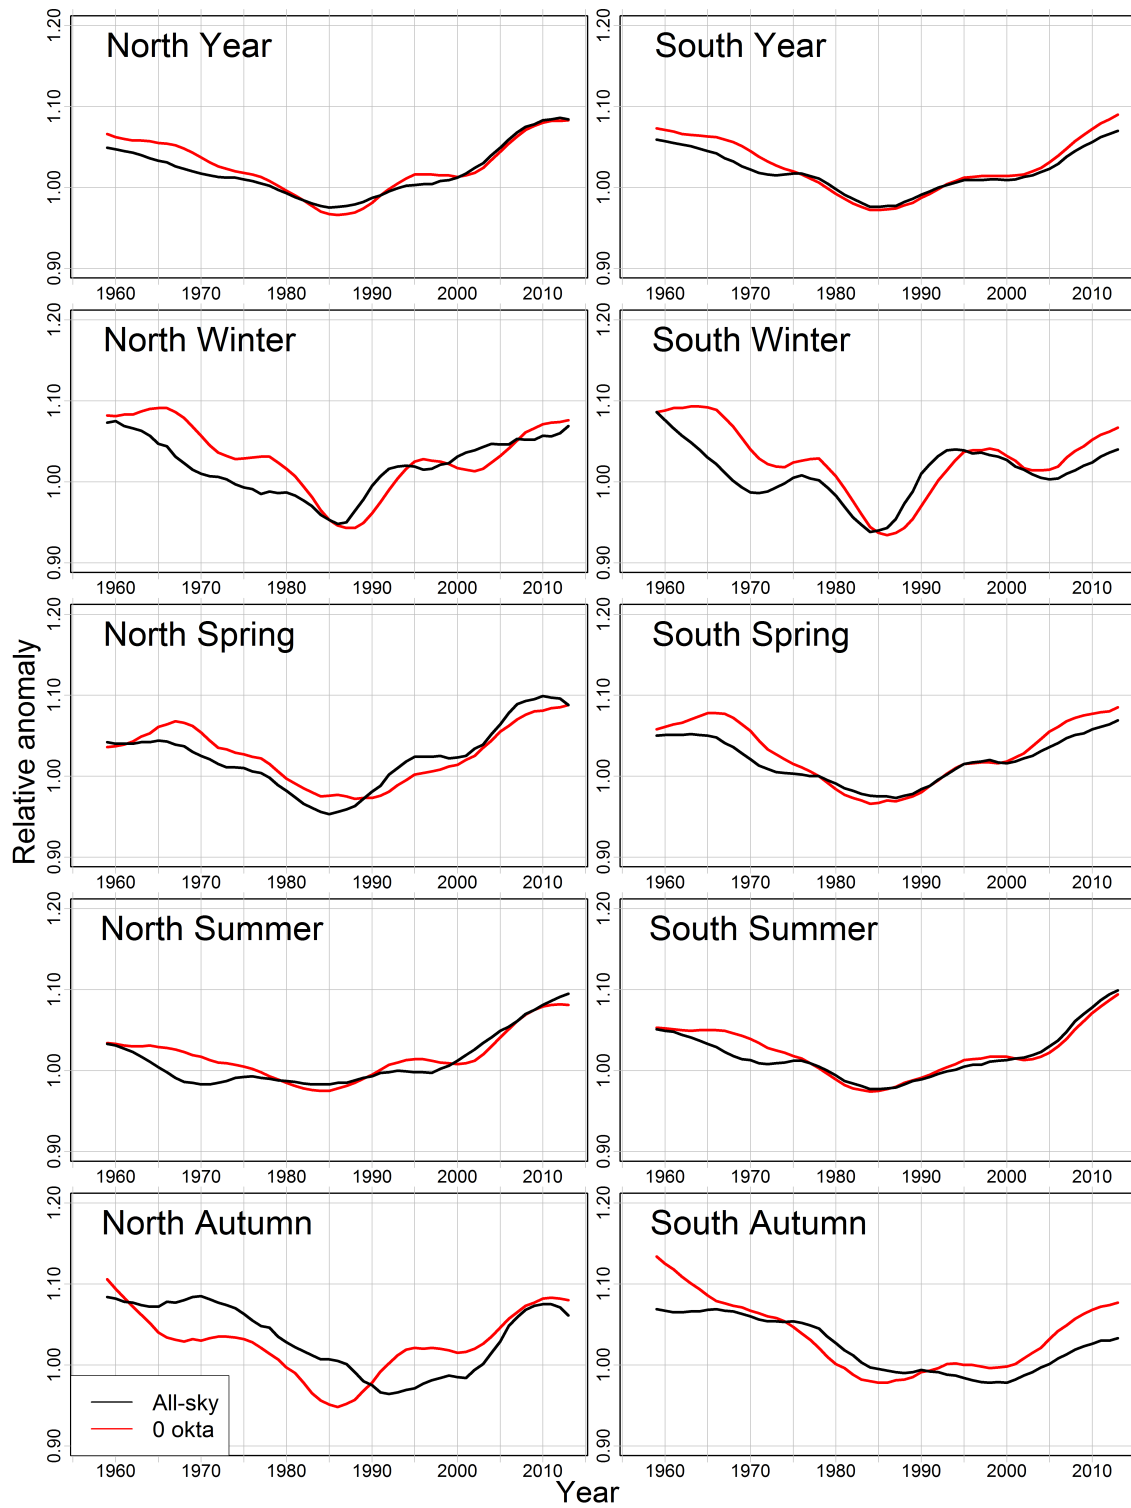 North Year
South Year
1.20
1.10
1.00
0.90
1960 1970 1980 1990 2000 2010
1.20
1.10
1.00
0.90
1960 1970 1980 1990 2000 2010
North Winter
South Winter
1.20
1.10
1.00
0.90
1960 1970 1980 1990 2000 2010
1.20
1.10
1.00
0.90
1960 1970 1980 1990 2000 2010
North Spring
South Spring
1.20
1.10
1.00
0.90
1960 1970 1980 1990 2000 2010
1.20
1.10
1.00
0.90
1960 1970 1980 1990 2000 2010
Relative anomaly
North Summer
South Summer
1.20
1.10
1.00
0.90
1960 1970 1980 1990 2000 2010
1.20
1.10
1.00
0.90
1960 1970 1980 1990 2000 2010
North Autumn
South Autumn
1.20
1.10
1.00
0.90
1960 1970 1980 1990 2000 2010
1.20
1.10
1.00
0.90
1960 1970 1980 1990 2000 2010
All-sky
0 okta
Year